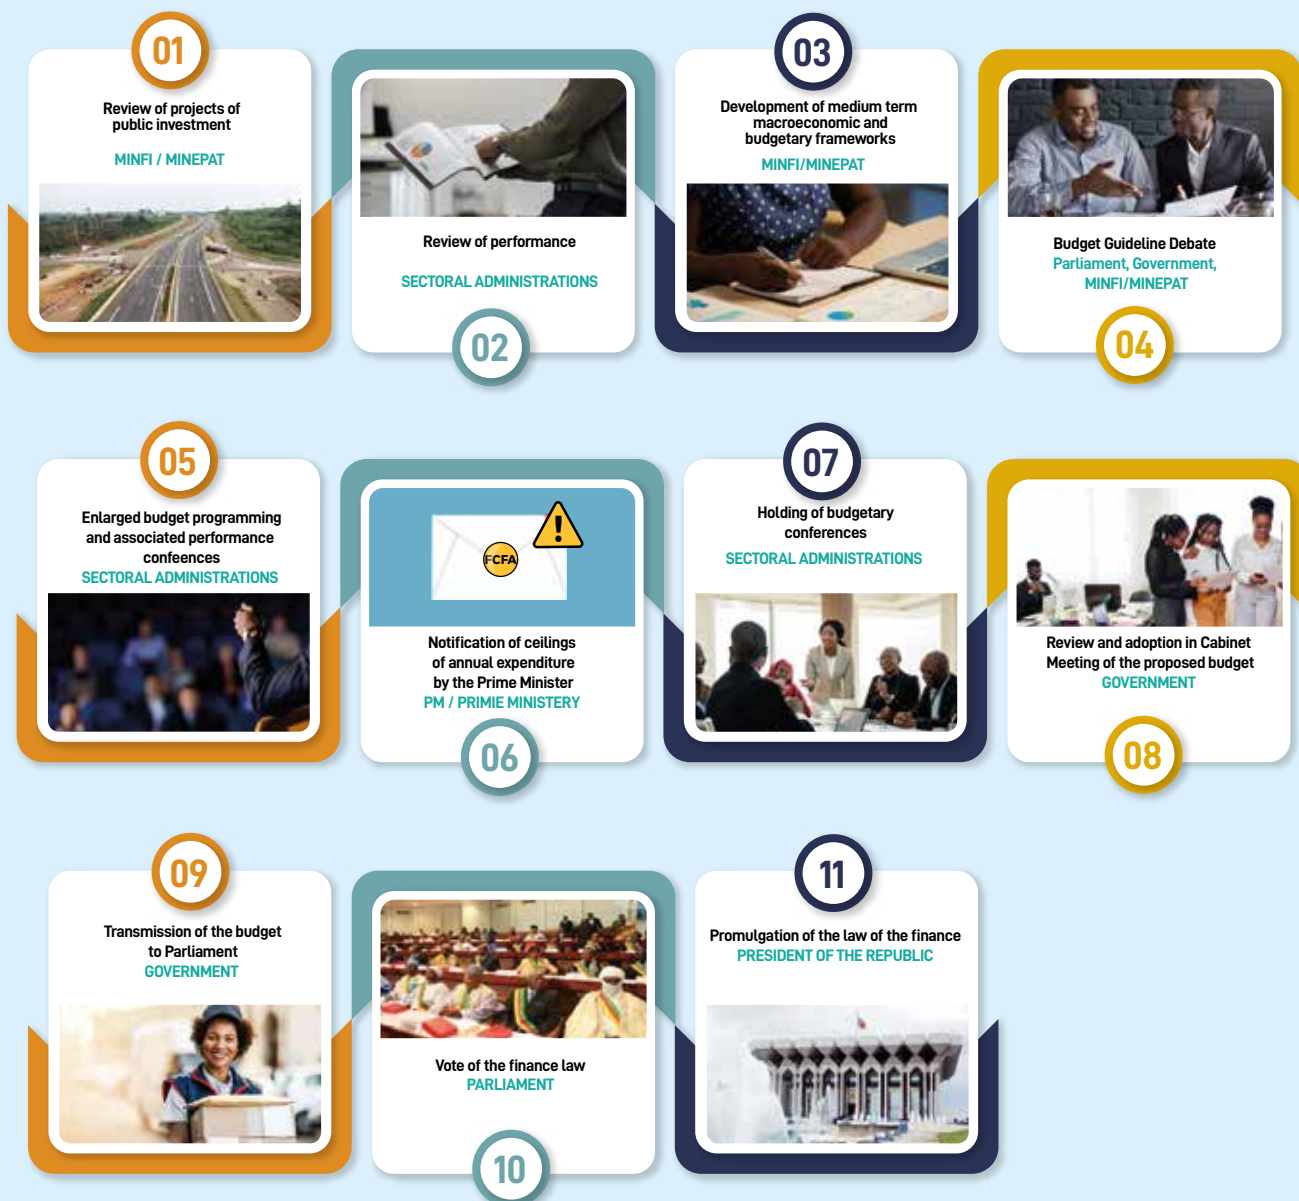 01
Review of projects of
public investment
MINFI / MINEPAT
Review of performance
SECTORAL ADMINISTRATIONS
02
03
Development of medium term
macroeconomic and
budgetary frameworks
MINFI/MINEPAT
Budget Guideline Debate
Parliament, Government,
MINFI/MINEPAT
04
05
Enlarged budget programming
and associated performance
confeences
SECTORAL ADMINISTRATIONS
FCFA
!
Notification of ceilings
of annual expenditure
by the Prime Minister
PM / PRIMIE MINISTERY
06
07
Holding of budgetary
conferences
SECTORAL ADMINISTRATIONS
Review and adoption in Cabinet
Meeting of the proposed budget
GOVERNMENT
08
09
Transmission of the budget
to Parliament
GOVERNMENT
Vote of the finance law
PARLIAMENT
10
11
Promulgation of the law of the finance
PRESIDENT OF THE REPUBLIC